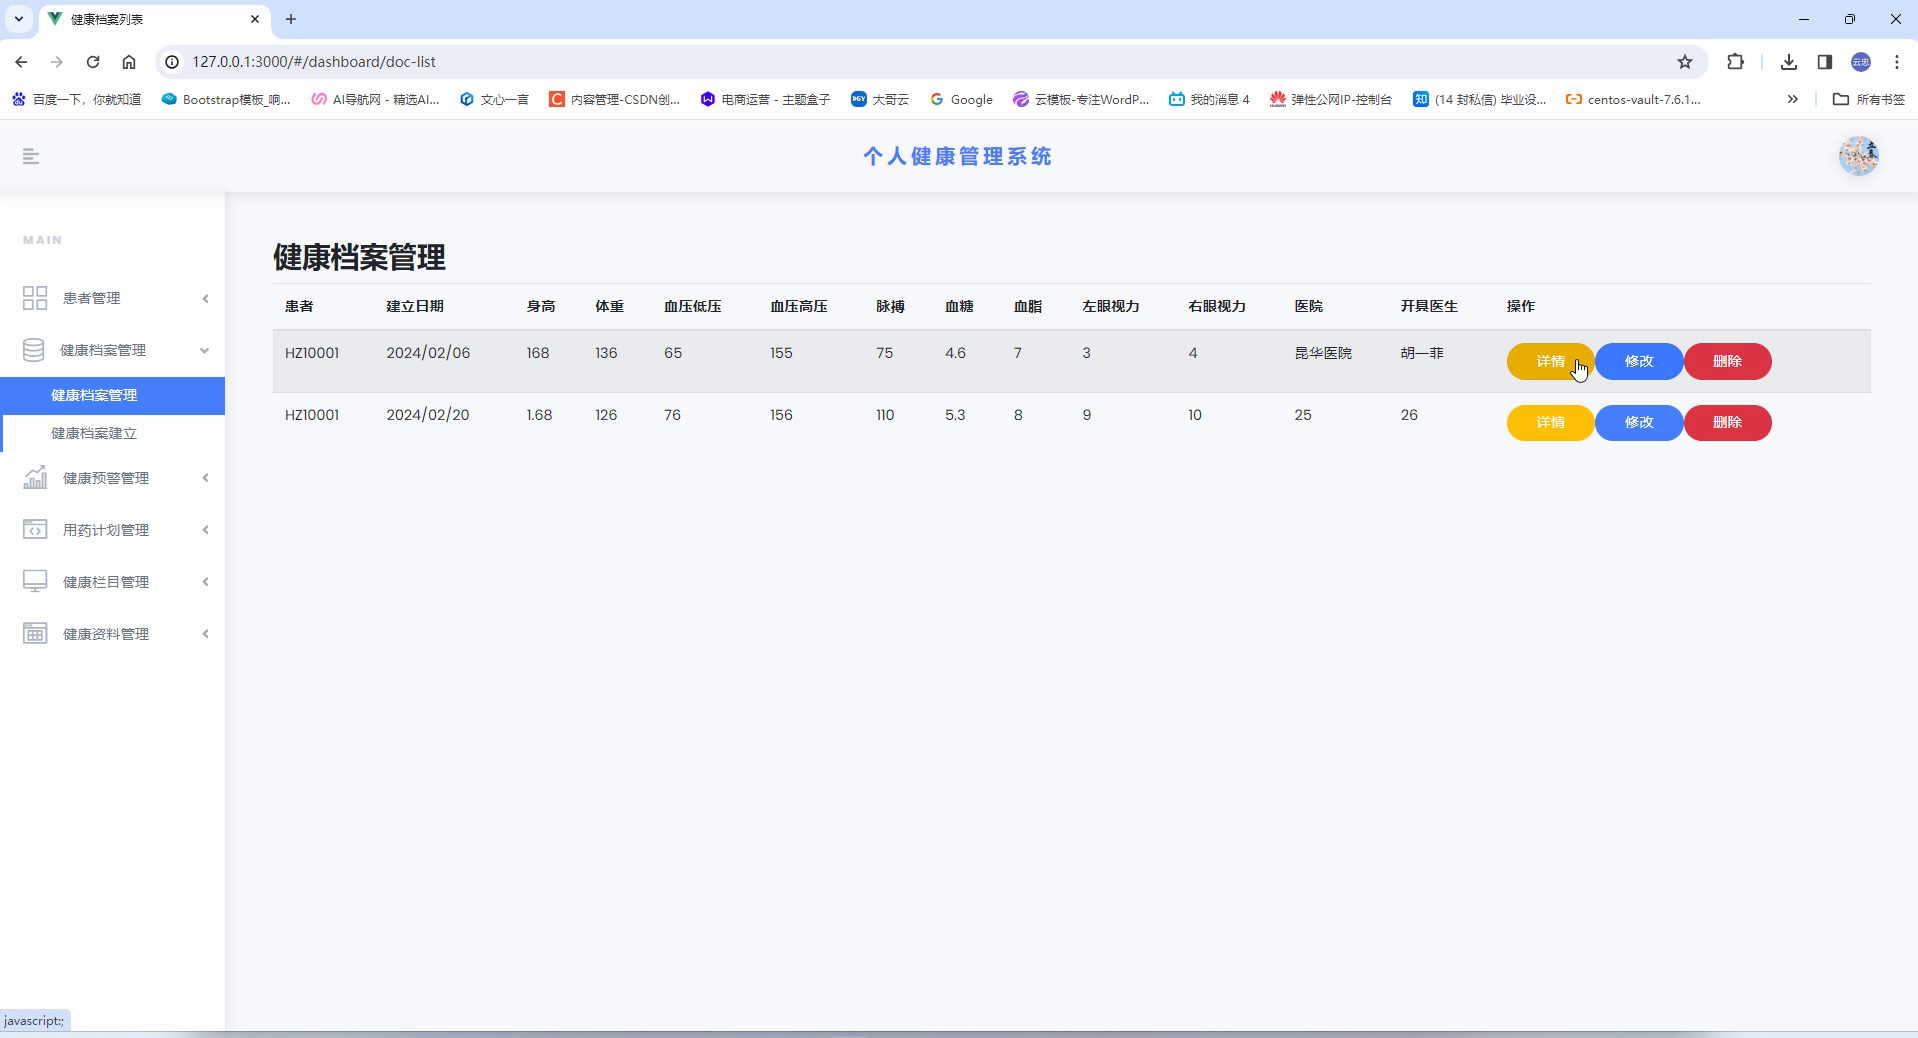 健康档案列表
127.0.0.1:3000/#/dashboard/doc-list
百度一下，你就知道 Bootstrap模板_响... AI导航网 - 精选AI... 文心一言 内容管理-CSDN创... 电商运营 - 主题盒子 大哥云 Google 云模板-专注WordP... 我的消息 4 弹性公网IP-控制台 (14 封私信) 毕业设... centos-vault-7.6.1... 所有书签
个人健康管理系统
MAIN
患者管理
健康档案管理
健康档案管理
健康档案建立
健康预警管理
用药计划管理
健康栏目管理
健康资料管理
健康档案管理
患者 建立日期 身高 体重 血压低压 血压高压 脉搏 血糖 血脂 左眼视力 右眼视力 医院 开具医生 操作
HZ10001 2024/02/06 168 136 65 155 75 4.6 7 3 4 昆华医院 胡一菲 详情 修改 删除
HZ10001 2024/02/20 1.68 126 76 156 110 5.3 8 9 10 25 26 详情 修改 删除
javascript:;